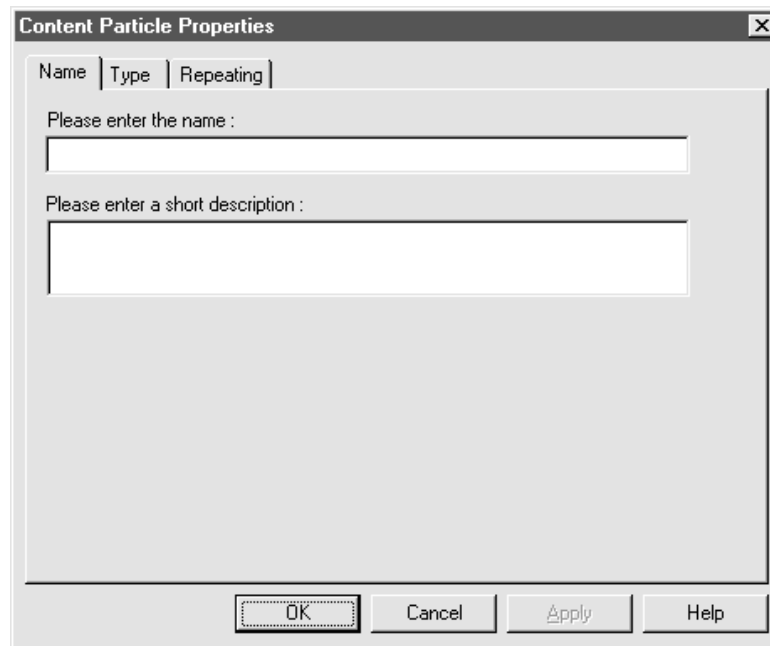 Content Particle Properties
Name Type Repeating
Please enter the name :
Please enter a short description :
OK Cancel Apply Help